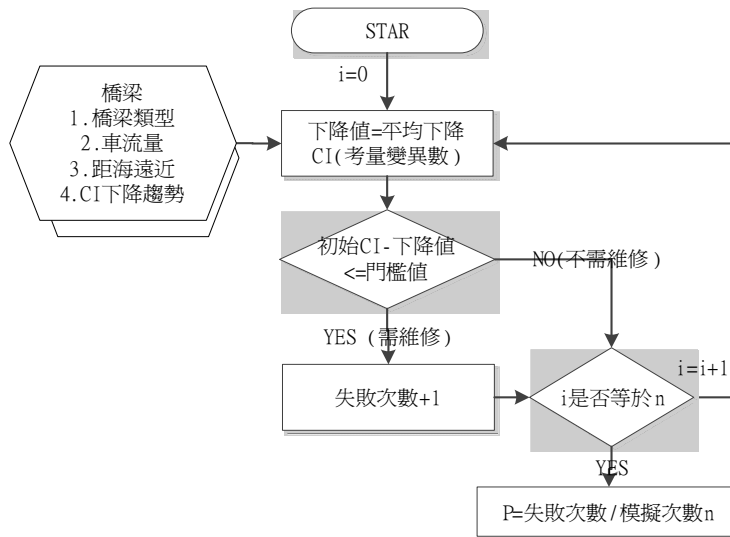 STAR
i=0
橋梁
1.橋梁類型
2.車流量
3.距海遠近
4.CI下降趨勢
下降值=平均下降
CI(考量變異數)
初始CI-下降值
<=門檻值
NO(不需維修)
YES (需維修)
失敗次數+1
i是否等於n
i=i+1
YES
P=失敗次數/模擬次數n